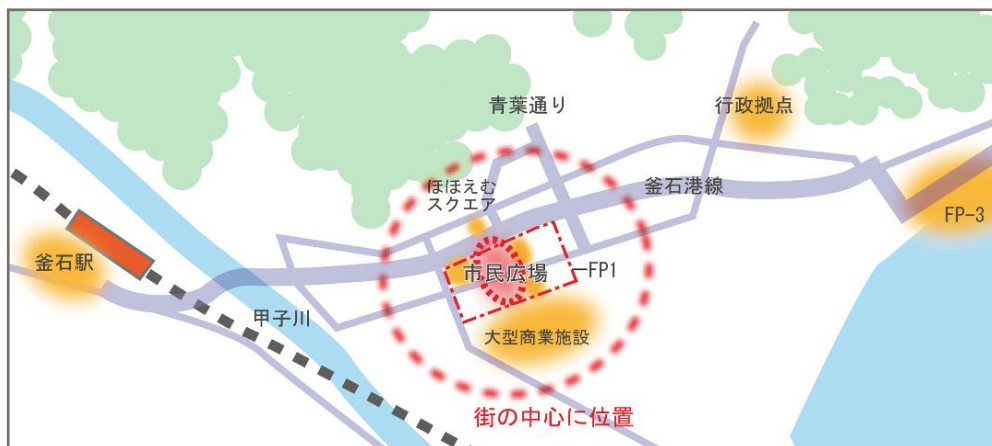 青葉通り
行政拠点
ほほえむ
スクエア
釜石港線
FP-3
釜石駅
市民広場
FP1
甲子川
大型商業施設
街の中心に位置